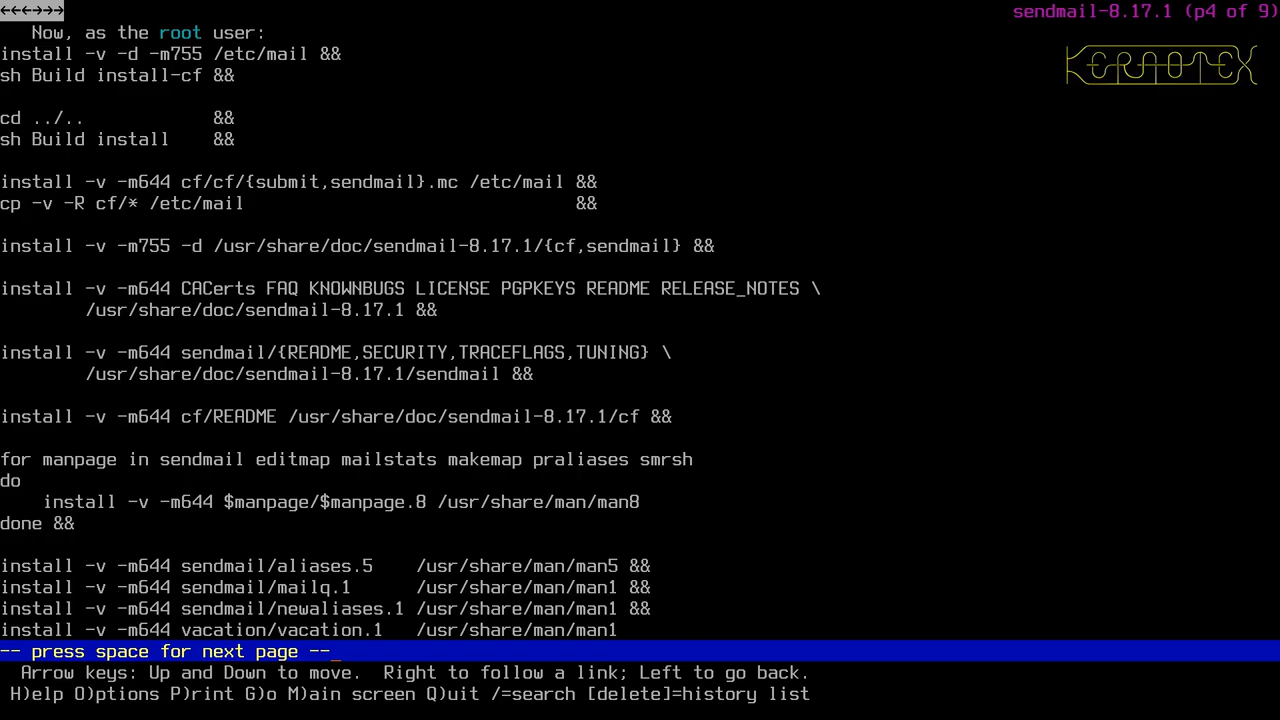 ←←←→→→ sendmail-8.17.1 (p4 of 9)
Now, as the root user:
install -v -d -m755 /etc/mail &&
KERAOTEX
sh Build install-cf &&
cd ../.. &&
sh Build install &&
install -v -m644 cf/cf/{submit,sendmail}.mc /etc/mail &&
cp -v -R cf/* /etc/mail &&
install -v -m755 -d /usr/share/doc/sendmail-8.17.1/{cf,sendmail} &&
install -v -m644 CACerts FAQ KNOWNBUGS LICENSE PGPKEYS README RELEASE_NOTES \
/usr/share/doc/sendmail-8.17.1 &&
install -v -m644 sendmail/{README,SECURITY,TRACEFLAGS,TUNING} \
/usr/share/doc/sendmail-8.17.1/sendmail &&
install -v -m644 cf/README /usr/share/doc/sendmail-8.17.1/cf &&
for manpage in sendmail editmap mailstats makemap praliases smrsh
do
install -v -m644 $manpage/$manpage.8 /usr/share/man/man8
done &&
install -v -m644 sendmail/aliases.5 /usr/share/man/man5 &&
install -v -m644 sendmail/mailq.1 /usr/share/man/man1 &&
install -v -m644 sendmail/newaliases.1 /usr/share/man/man1 &&
install -v -m644 vacation/vacation.1 /usr/share/man/man1
-- press space for next page --
Arrow keys: Up and Down to move. Right to follow a link; Left to go back.
H)elp O)ptions P)rint G)o M)ain screen Q)uit /=search [delete]=history list